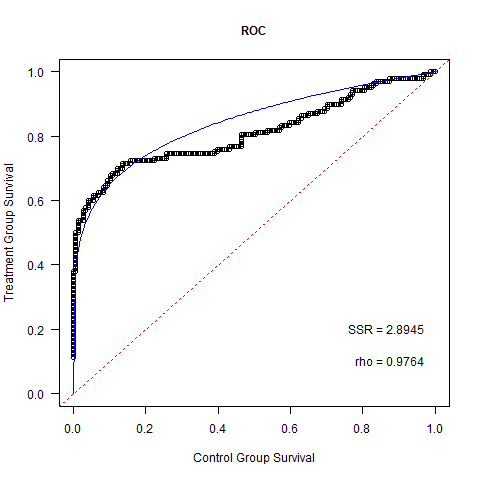 ROC
Treatment Group Survival
1.0
0.8
0.6
0.4
0.2
0.0
SSR = 2.8945
rho = 0.9764
0.0 0.2 0.4 0.6 0.8 1.0
Control Group Survival